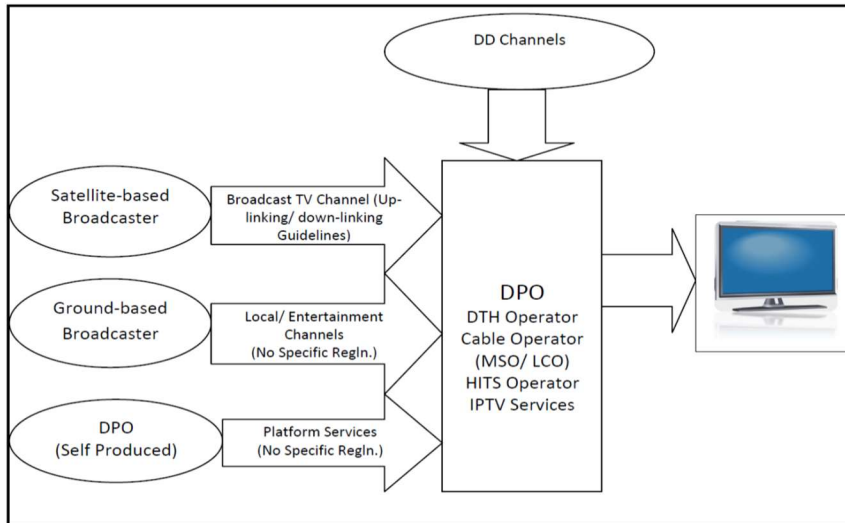 DD Channels
Satellite-based
Broadcaster
Broadcast TV Channel (Up-
linking/ down-linking
Guidelines)
Ground-based
Broadcaster
Local/ Entertainment
Channels
(No Specific Regln.)
DPO
(Self Produced)
Platform Services
(No Specific Regln.)
DPO
DTH Operator
Cable Operator
(MSO/ LCO)
HITS Operator
IPTV Services